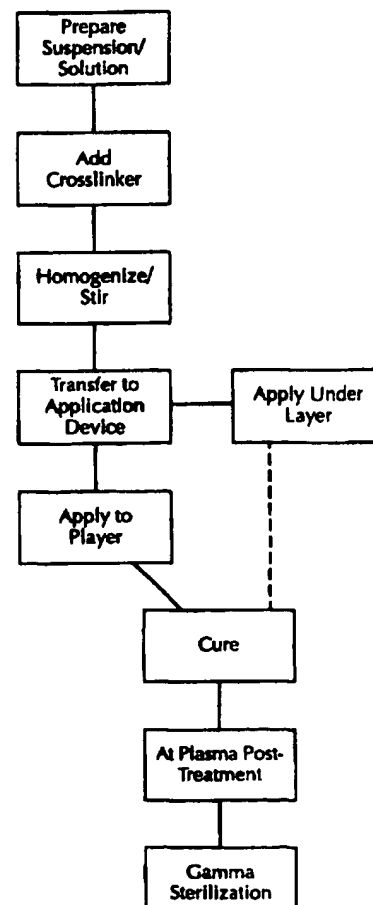 Prepare
Suspension/
Solution
Add
Crosslinker
Homogenize/
Stir
Transfer to
Application
Device
Apply Under
Layer
Apply to
Player
Cure
At Plasma Post-
Treatment
Gamma
Sterilization